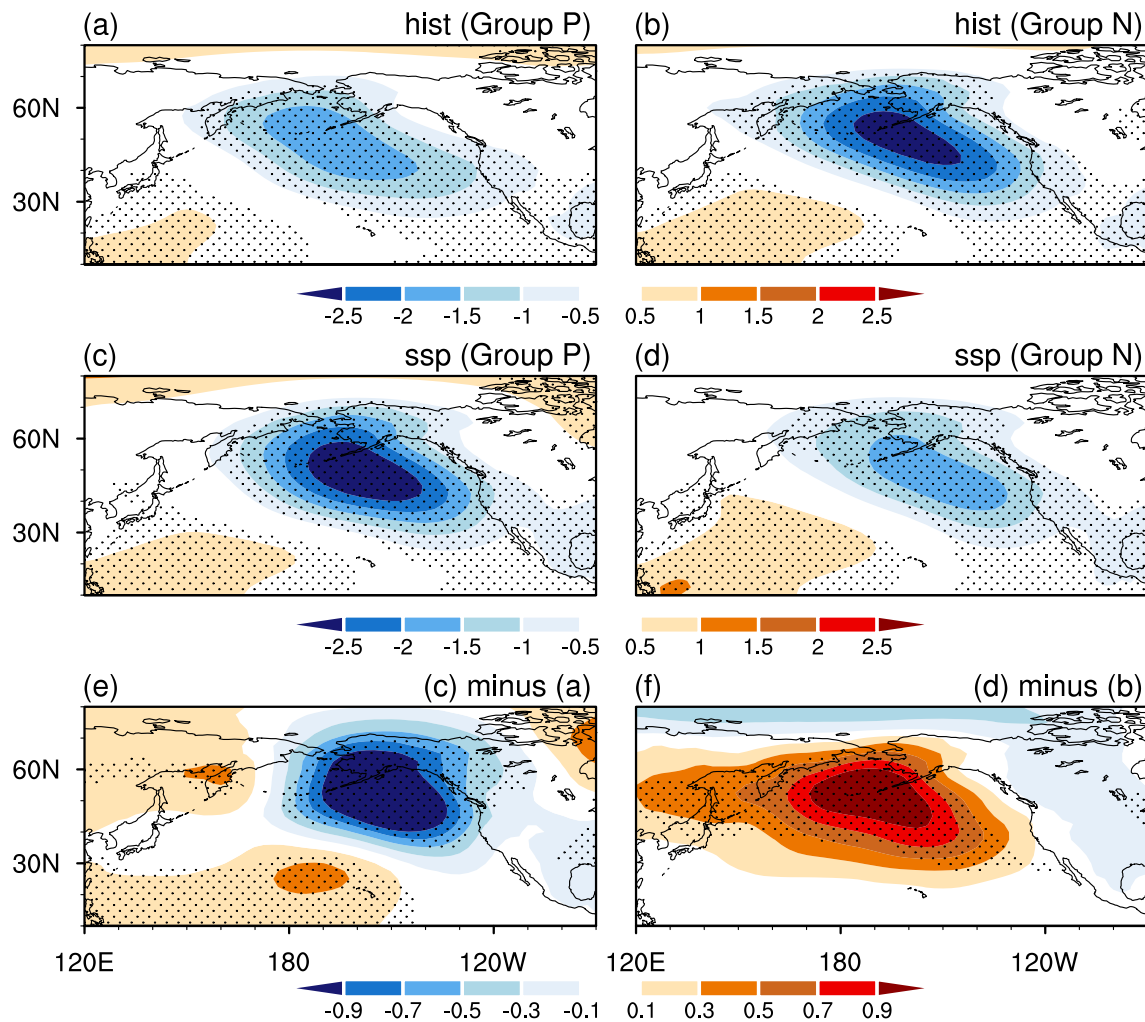 (a) hist (Group P) (b) hist (Group N)
60N
30N
-2.5 -2 -1.5 -1 -0.5 0.5 1 1.5 2 2.5
(c) ssp (Group P) (d) ssp (Group N)
60N
30N
-2.5 -2 -1.5 -1 -0.5 0.5 1 1.5 2 2.5
(e) (c) minus (a) (f) (d) minus (b)
60N
30N
120E 180 120W 120E 180 120W
-0.9 -0.7 -0.5 -0.3 -0.1 0.1 0.3 0.5 0.7 0.9